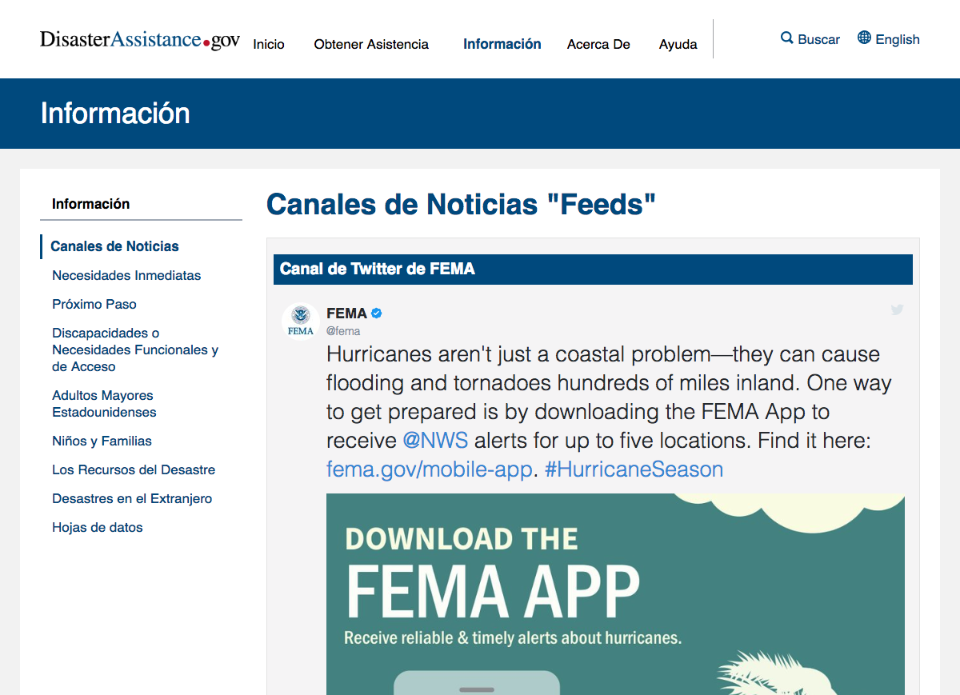 DisasterAssistance.gov
Inicio
Obtener Asistencia
Información
Acerca De
Ayuda
Buscar
English
Información
Información
Canales de Noticias
Necesidades Inmediatas
Próximo Paso
Discapacidades o
Necesidades Funcionales y
de Acceso
Adultos Mayores
Estadounidenses
Niños y Familias
Los Recursos del Desastre
Desastres en el Extranjero
Hojas de datos
Canales de Noticias "Feeds"
Canal de Twitter de FEMA
FEMA
FEMA
@fema
Hurricanes aren't just a coastal problem—they can cause
flooding and tornadoes hundreds of miles inland. One way
to get prepared is by downloading the FEMA App to
receive @NWS alerts for up to five locations. Find it here:
fema.gov/mobile-app. #HurricaneSeason
DOWNLOAD THE
FEMA APP
Receive reliable & timely alerts about hurricanes.